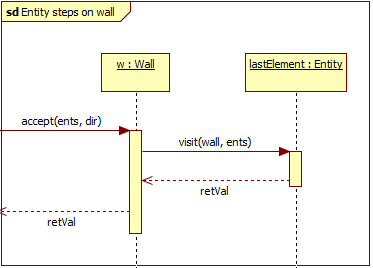 sd Entity steps on wall
w : Wall
lastElement : Entity
accept(ents, dir)
visit(wall, ents)
retVal
retVal